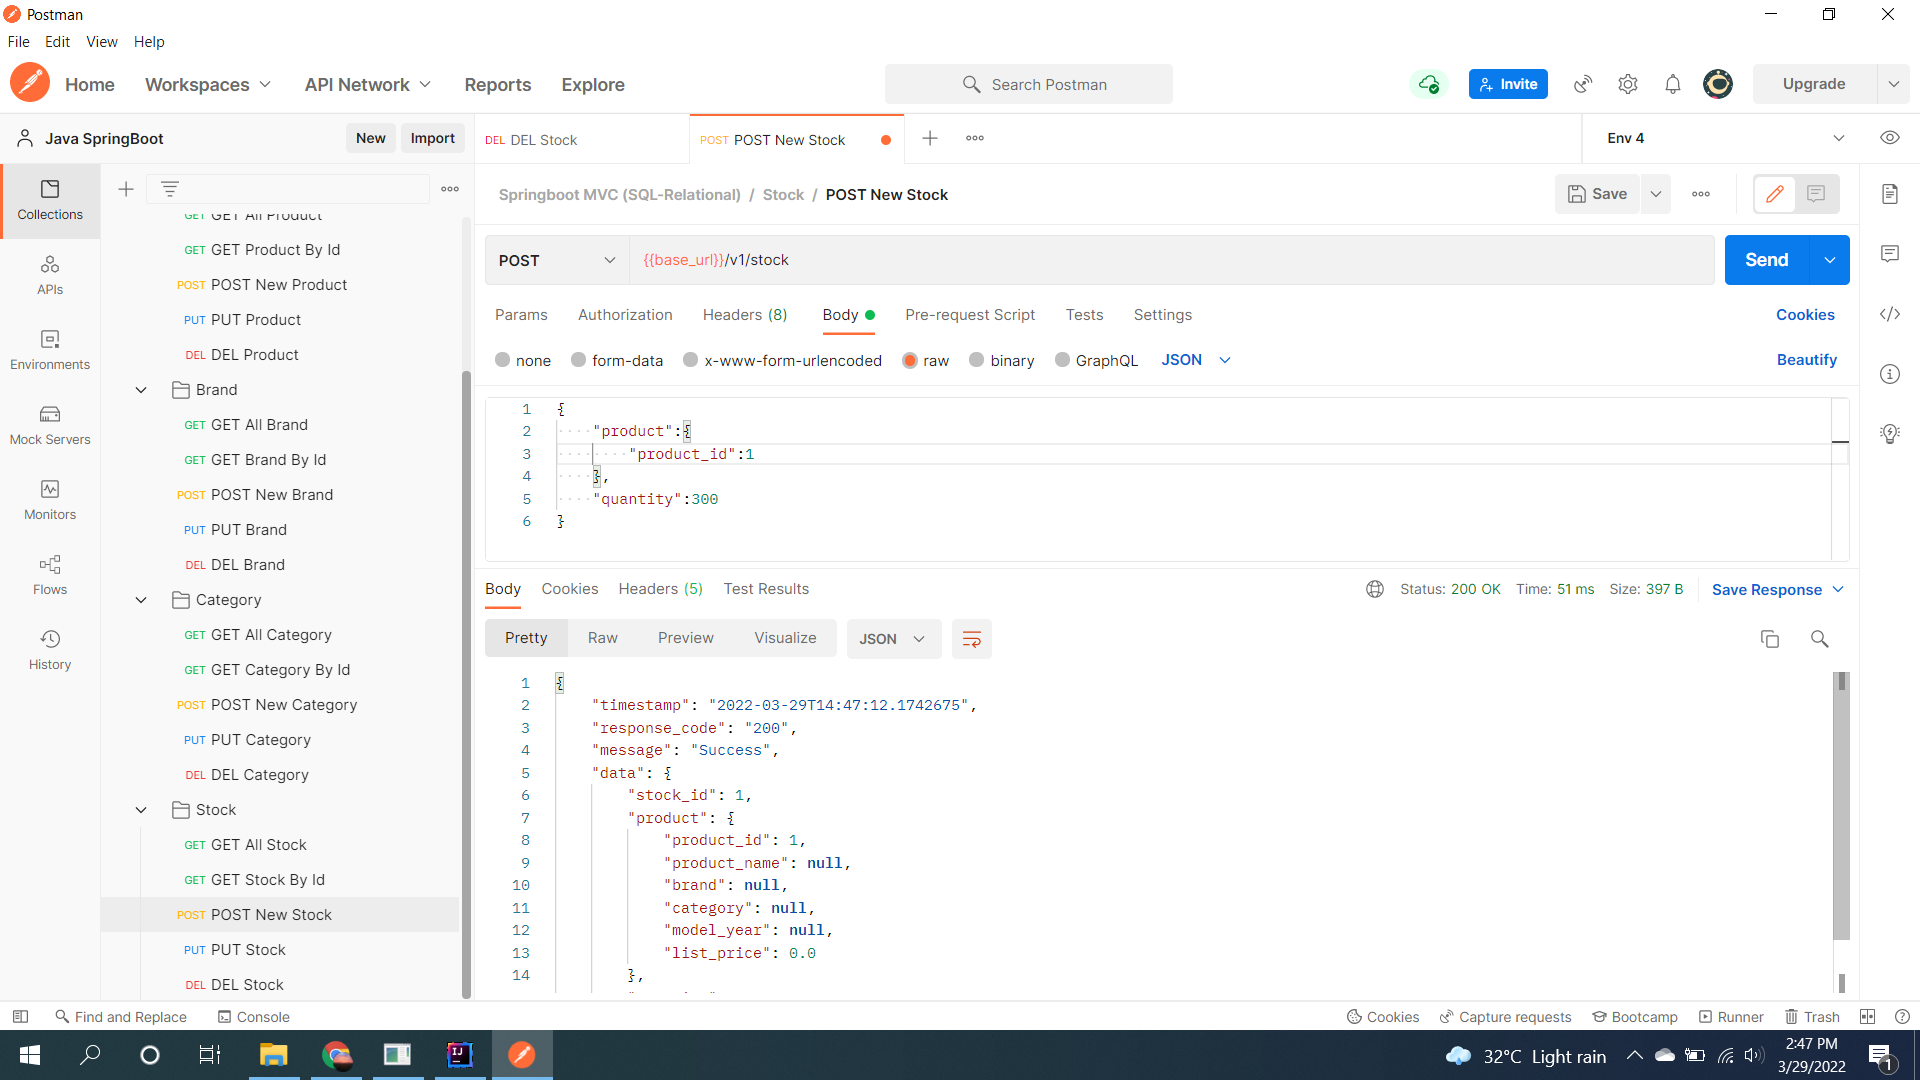 Postman
File Edit View Help
Home Workspaces API Network Reports Explore Search Postman Invite Upgrade
Java SpringBoot New Import DEL DEL Stock POST POST New Stock Env 4
Springboot MVC (SQL-Relational) / Stock / POST New Stock Save
POST {{base_url}}/v1/stock Send
Params Authorization Headers (8) Body Pre-request Script Tests Settings Cookies
none form-data x-www-form-urlencoded raw binary GraphQL JSON Beautify
1 {
2 "product":{
3 "product_id":1
4 },
5 "quantity":300
6 }
Body Cookies Headers (5) Test Results Status: 200 OK Time: 51 ms Size: 397 B Save Response
Pretty Raw Preview Visualize JSON
1 {
2 "timestamp": "2022-03-29T14:47:12.1742675",
3 "response_code": "200",
4 "message": "Success",
5 "data": {
6 "stock_id": 1,
7 "product": {
8 "product_id": 1,
9 "product_name": null,
10 "brand": null,
11 "category": null,
12 "model_year": null,
13 "list_price": 0.0
14 },
Collections
APIs
Environments
Mock Servers
Monitors
Flows
History
GET GET All Product
GET GET Product By Id
POST POST New Product
PUT PUT Product
DEL DEL Product
Brand
GET GET All Brand
GET GET Brand By Id
POST POST New Brand
PUT PUT Brand
DEL DEL Brand
Category
GET GET All Category
GET GET Category By Id
POST POST New Category
PUT PUT Category
DEL DEL Category
Stock
GET GET All Stock
GET GET Stock By Id
POST POST New Stock
PUT PUT Stock
DEL DEL Stock
Find and Replace Console Cookies Capture requests Bootcamp Runner Trash
IJ
32°C Light rain
2:47 PM
3/29/2022
1